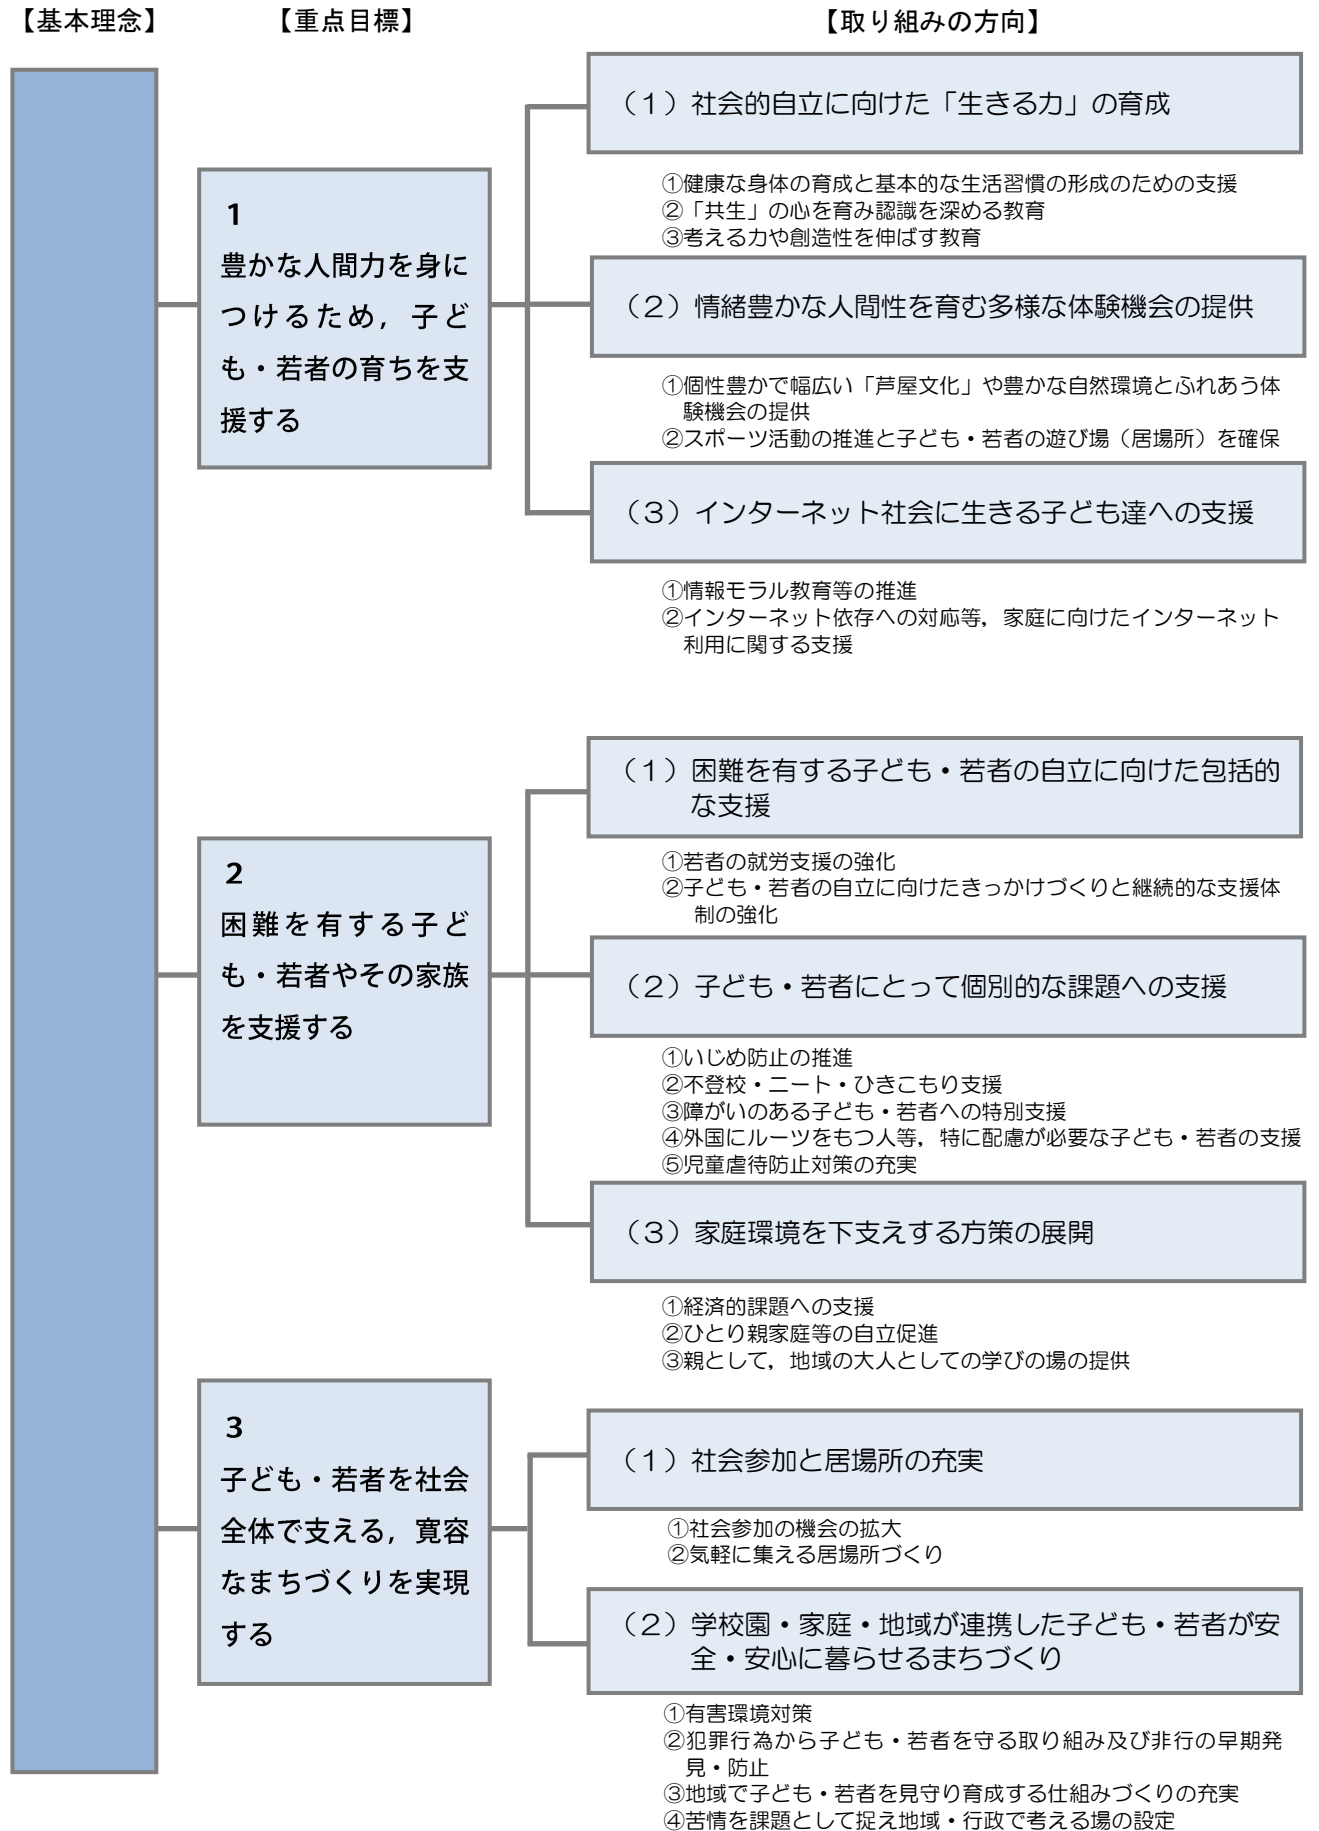 【基本理念】　【重点目標】　【取り組みの方向】
1
豊かな人間力を身に
つけるため，子ど
も・若者の育ちを支
援する
（１）社会的自立に向けた「生きる力」の育成
①健康な身体の育成と基本的な生活習慣の形成のための支援
②「共生」の心を育み認識を深める教育
③考える力や創造性を伸ばす教育
（２）情緒豊かな人間性を育む多様な体験機会の提供
①個性豊かで幅広い「芦屋文化」や豊かな自然環境とふれあう体
験機会の提供
②スポーツ活動の推進と子ども・若者の遊び場（居場所）を確保
（３）インターネット社会に生きる子ども達への支援
①情報モラル教育等の推進
②インターネット依存への対応等，家庭に向けたインターネット
利用に関する支援
2
困難を有する子ど
も・若者やその家族
を支援する
（１）困難を有する子ども・若者の自立に向けた包括的
な支援
①若者の就労支援の強化
②子ども・若者の自立に向けたきっかけづくりと継続的な支援体
制の強化
（２）子ども・若者にとって個別的な課題への支援
①いじめ防止の推進
②不登校・ニート・ひきこもり支援
③障がいのある子ども・若者への特別支援
④外国にルーツをもつ人等，特に配慮が必要な子ども・若者の支援
⑤児童虐待防止対策の充実
（３）家庭環境を下支えする方策の展開
①経済的課題への支援
②ひとり親家庭等の自立促進
③親として，地域の大人としての学びの場の提供
3
子ども・若者を社会
全体で支える，寛容
なまちづくりを実現
する
（１）社会参加と居場所の充実
①社会参加の機会の拡大
②気軽に集える居場所づくり
（２）学校園・家庭・地域が連携した子ども・若者が安
全・安心に暮らせるまちづくり
①有害環境対策
②犯罪行為から子ども・若者を守る取り組み及び非行の早期発
見・防止
③地域で子ども・若者を見守り育成する仕組みづくりの充実
④苦情を課題として捉え地域・行政で考える場の設定